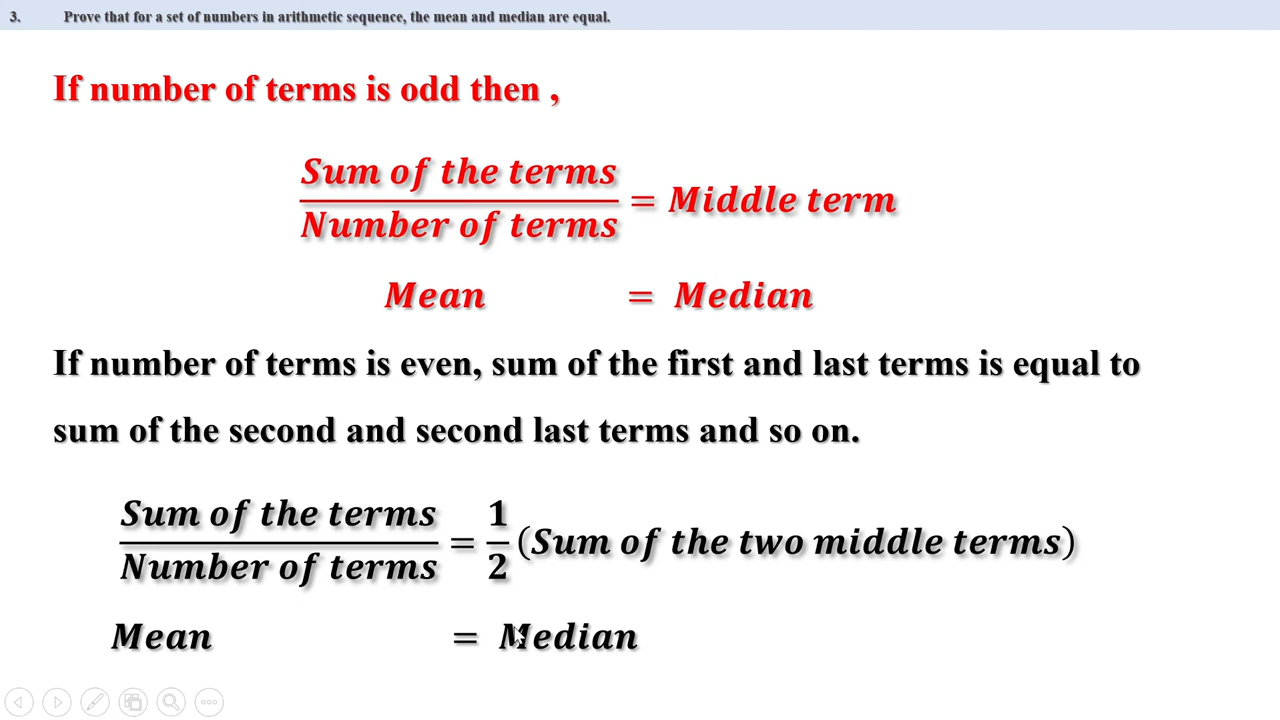 3. Prove that for a set of numbers in arithmetic sequence, the mean and median are equal.
If number of terms is odd then ,
Sum of the terms
Number of terms
= Middle term
Mean = Median
If number of terms is even, sum of the first and last terms is equal to
sum of the second and second last terms and so on.
Sum of the terms
Number of terms
= 1/2 (Sum of the two middle terms)
Mean = Median